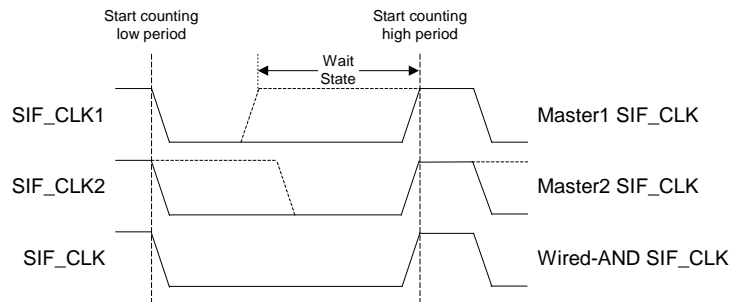 Start counting
low period
Start counting
high period
Wait
State
SIF_CLK1
Master1 SIF_CLK
SIF_CLK2
Master2 SIF_CLK
SIF_CLK
Wired-AND SIF_CLK